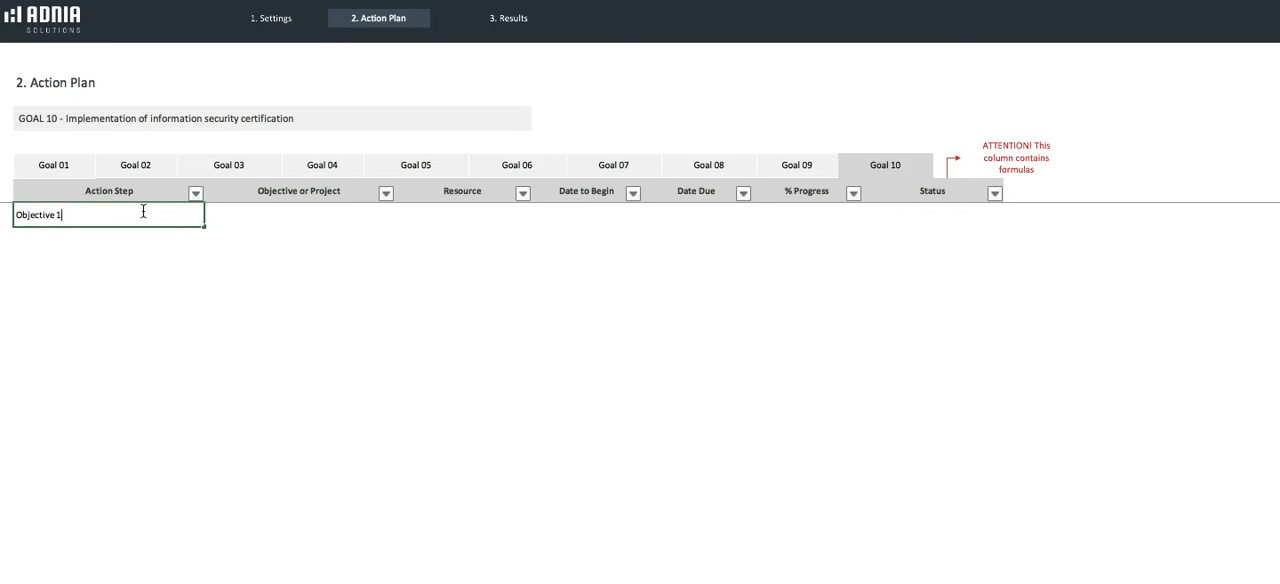 ADNIA
SOLUTIONS
1. Settings
2. Action Plan
3. Results
2. Action Plan
GOAL 10 - Implementation of information security certification
ATTENTION! This
column contains
formulas
Goal 01
Goal 02
Goal 03
Goal 04
Goal 05
Goal 06
Goal 07
Goal 08
Goal 09
Goal 10
Action Step
Objective or Project
Resource
Date to Begin
Date Due
% Progress
Status
Objective 1